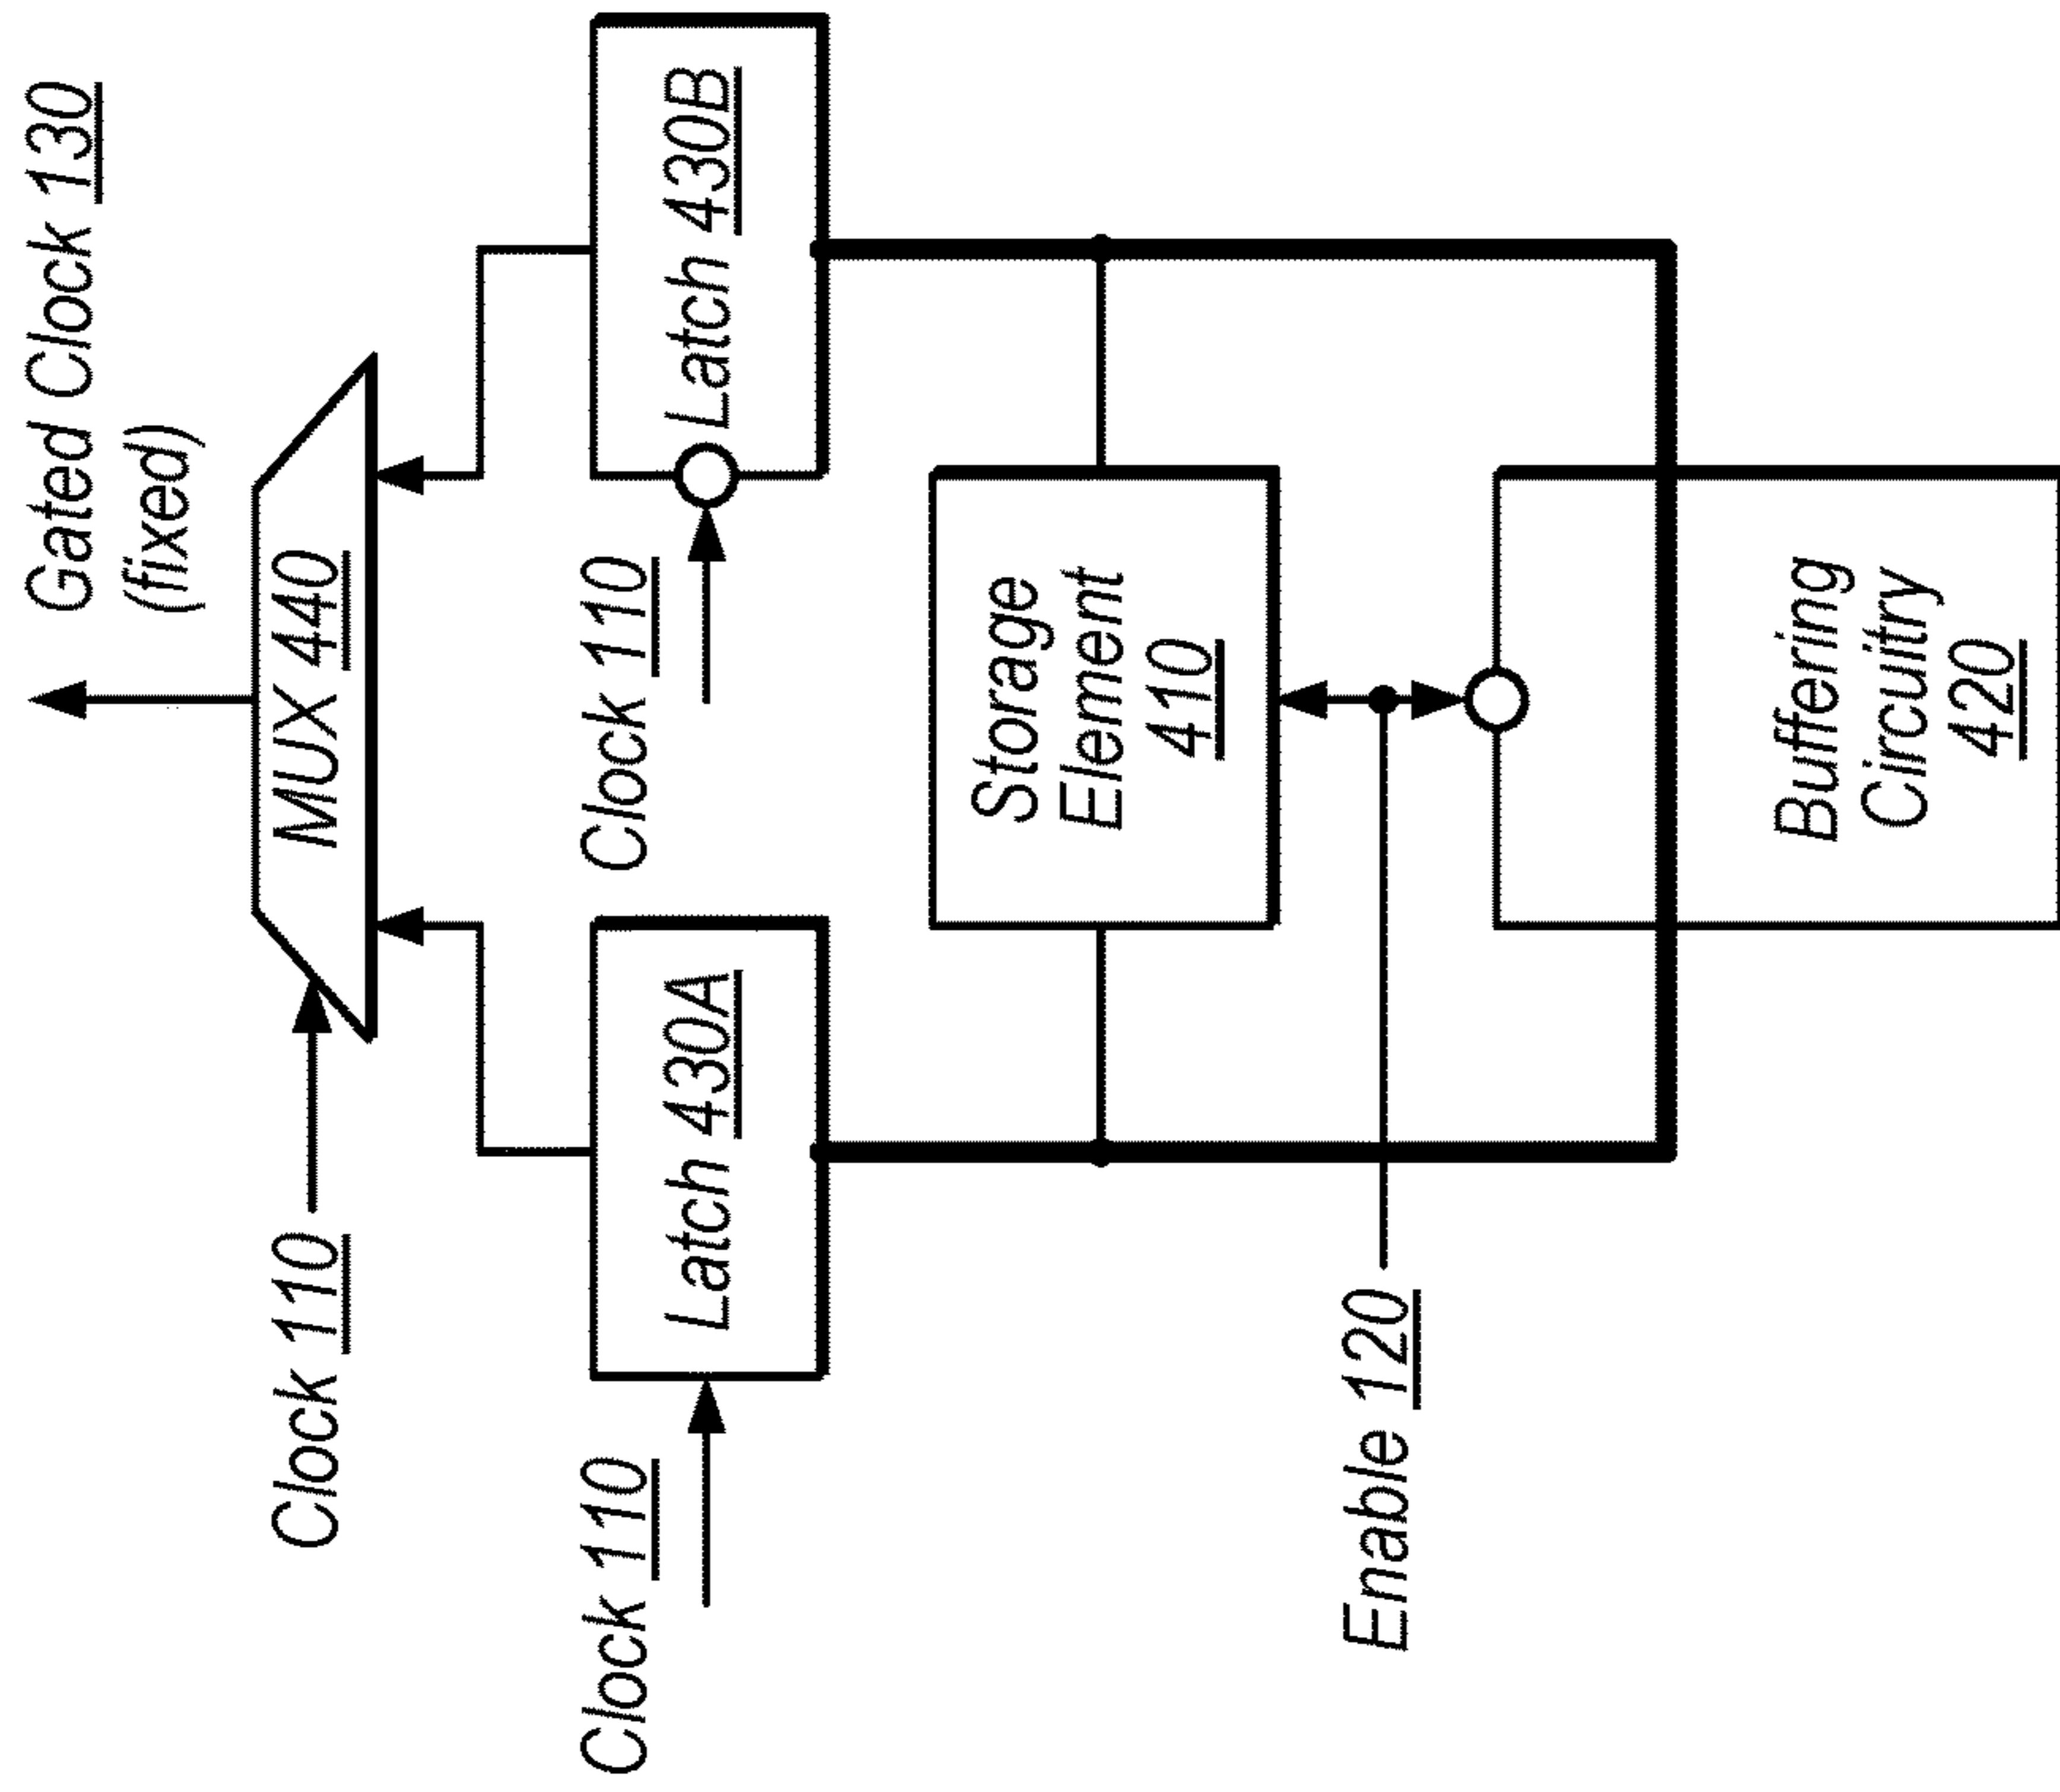 Gated Clock 130
(fixed)
Clock 110
MUX 440
Clock 110
Latch 430A
Clock 110
Latch 430B
Storage
Element
410
Enable 120
Buffering
Circuitry
420